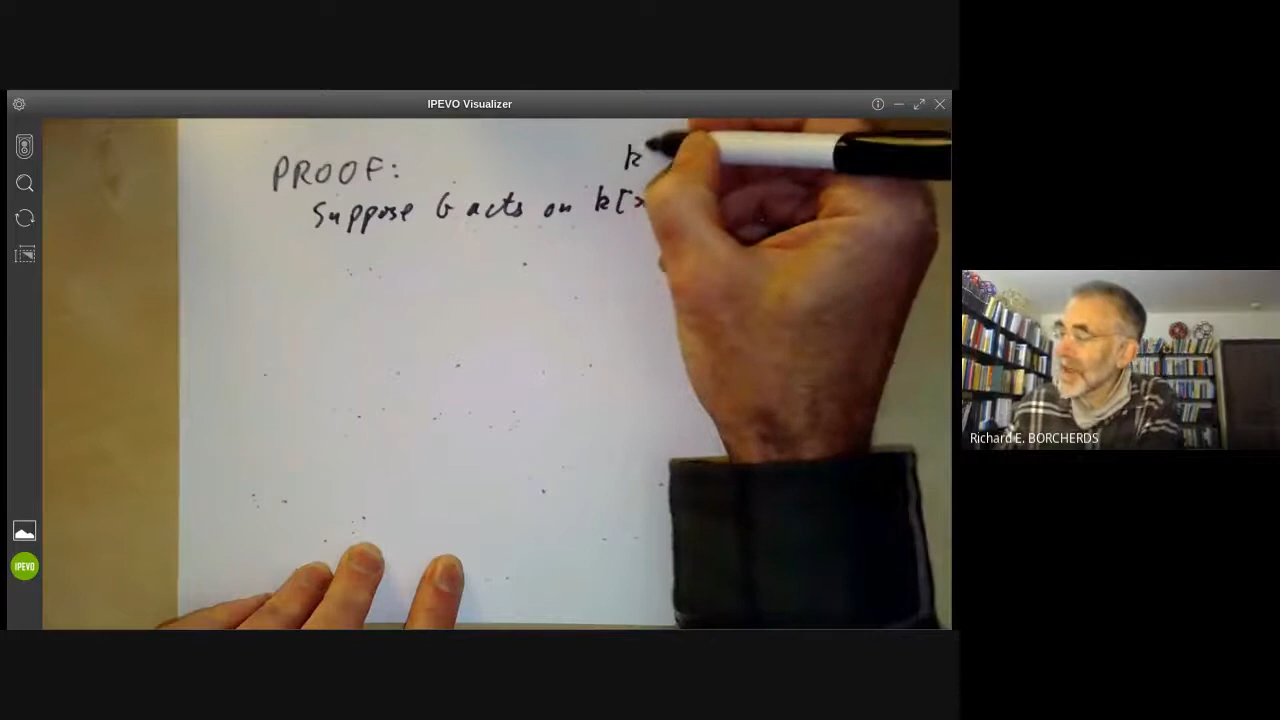 IPEVO Visualizer
PROOF:
k
Suppose G acts on k[x
IPEVO
Richard E. BORCHERDS